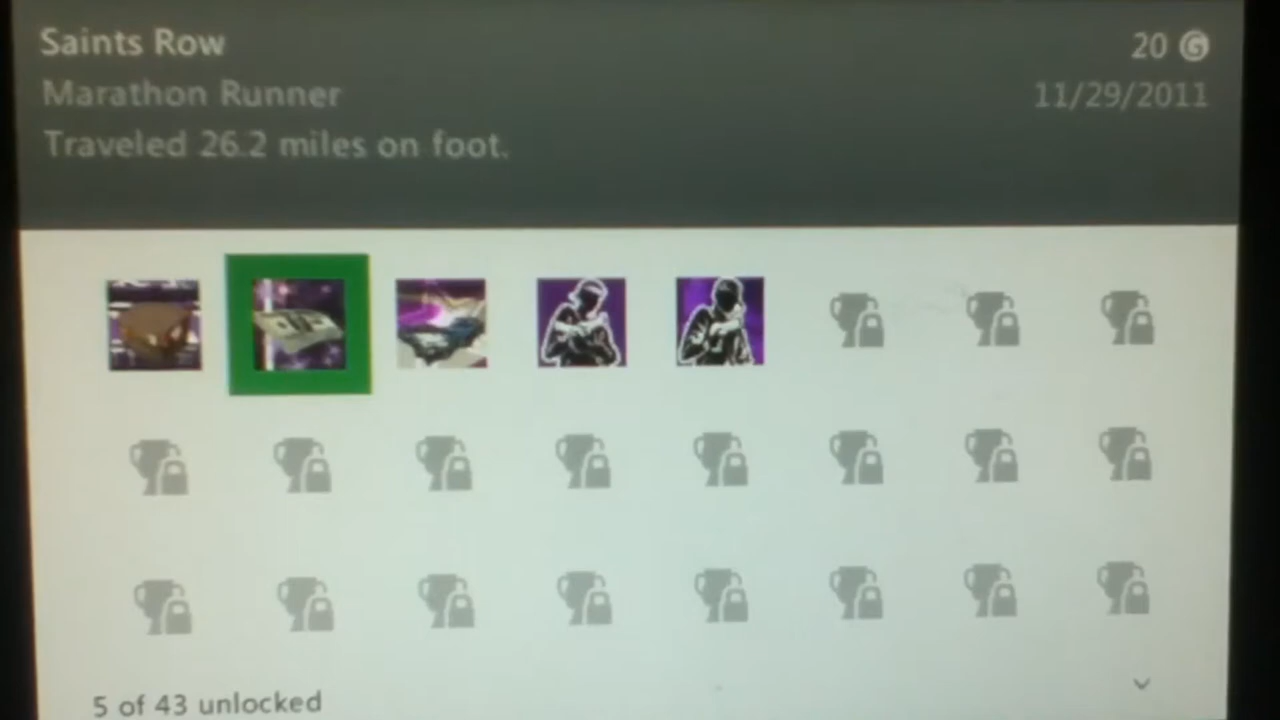 Saints Row
20 G
Marathon Runner
11/29/2011
Traveled 26.2 miles on foot.
5 of 43 unlocked